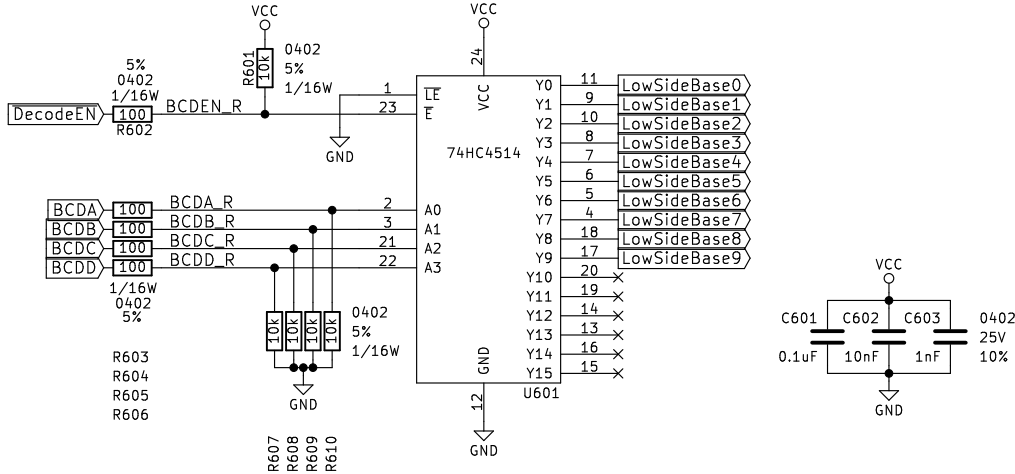 VCC
VCC
R601
10k
0402
5%
1/16W
24
5%
0402
1/16W
DecodeEN
100
R602
BCDEN_R
1
23
GND
LE
E
VCC
74HC4514
Y0 11 LowSideBase0
Y1 9 LowSideBase1
Y2 10 LowSideBase2
Y3 8 LowSideBase3
Y4 7 LowSideBase4
Y5 6 LowSideBase5
Y6 5 LowSideBase6
Y7 4 LowSideBase7
Y8 18 LowSideBase8
Y9 17 LowSideBase9
Y10 20
Y11 19
Y12 14
Y13 13
Y14 16
Y15 15
BCDA 100 BCDA_R 2 A0
BCDB 100 BCDB_R 3 A1
BCDC 100 BCDC_R 21 A2
BCDD 100 BCDD_R 22 A3
1/16W
0402
5%
R603
R604
R605
R606
10k
10k
10k
10k
0402
5%
1/16W
GND
R607
R608
R609
R610
GND
U601
12
GND
VCC
C601
0.1uF
C602
10nF
C603
1nF
0402
25V
10%
GND